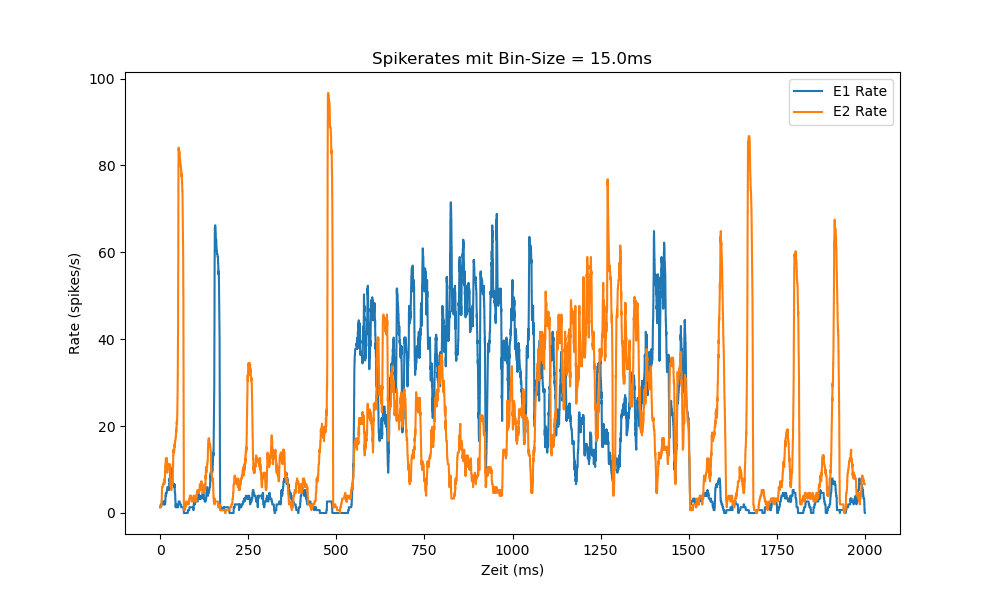 Spikerates mit Bin-Size = 15.0ms
E1 Rate
E2 Rate
Rate (spikes/s)
100
80
60
40
20
0
0 250 500 750 1000 1250 1500 1750 2000
Zeit (ms)